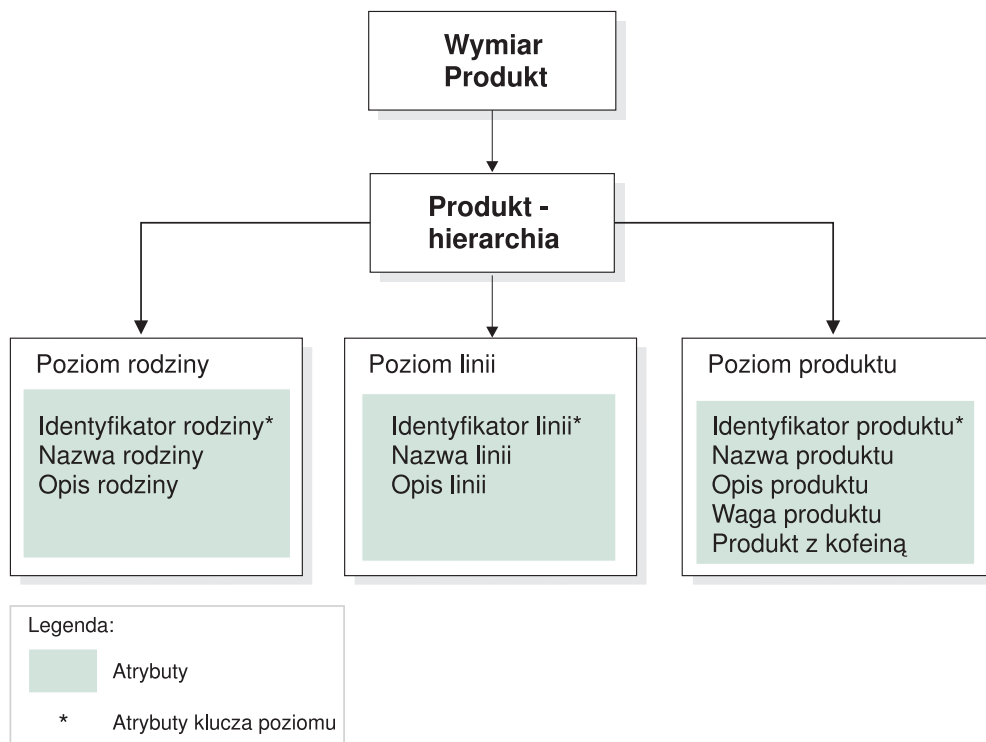 Wymiar
Produkt
Produkt -
hierarchia
Poziom rodziny
Identyfikator rodziny*
Nazwa rodziny
Opis rodziny
Poziom linii
Identyfikator linii*
Nazwa linii
Opis linii
Poziom produktu
Identyfikator produktu*
Nazwa produktu
Opis produktu
Waga produktu
Produkt z kofeiną
Legenda:
Atrybuty
* Atrybuty klucza poziomu